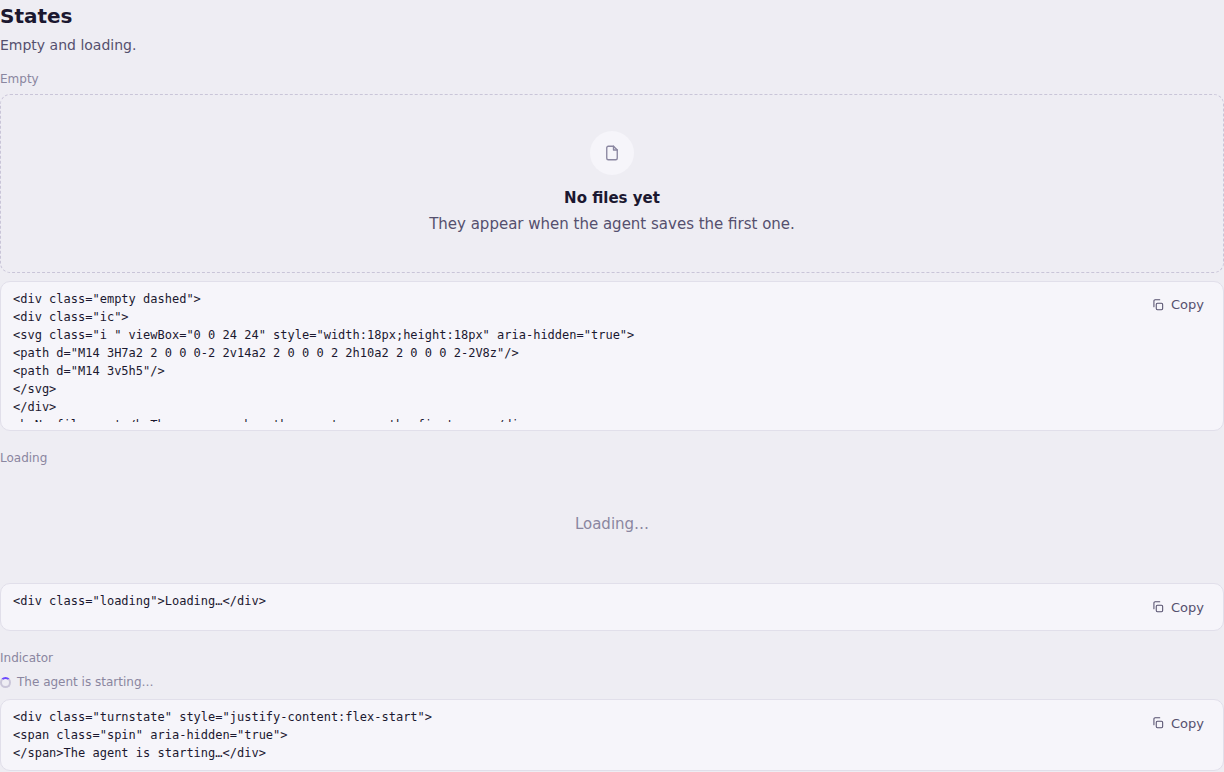 States
Empty and loading.
Empty
No files yet
They appear when the agent saves the first one.
<div class="empty dashed">
Copy
<div class="ic">
<svg class="i " viewBox="0 0 24 24" style="width:18px;height:18px" aria-hidden="true">
<path d="M14 3H7a2 2 0 0 0-2 2v14a2 2 0 0 0 2 2h10a2 2 0 0 0 2-2V8z"/>
<path d="M14 3v5h5"/>
</svg>
</div>
Loading
Loading…
<div class="loading">Loading…</div>
Copy
Indicator
The agent is starting…
<div class="turnstate" style="justify-content:flex-start">
Copy
<span class="spin" aria-hidden="true">
</span>The agent is starting…</div>